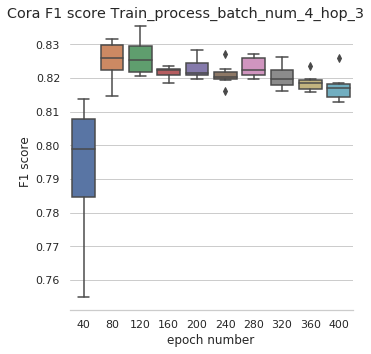 Cora F1 score Train_process_batch_num_4_hop_3
0.83
0.82
0.81
0.80
0.79
0.78
0.77
0.76
F1 score
40 80 120 160 200 240 280 320 360 400
epoch number